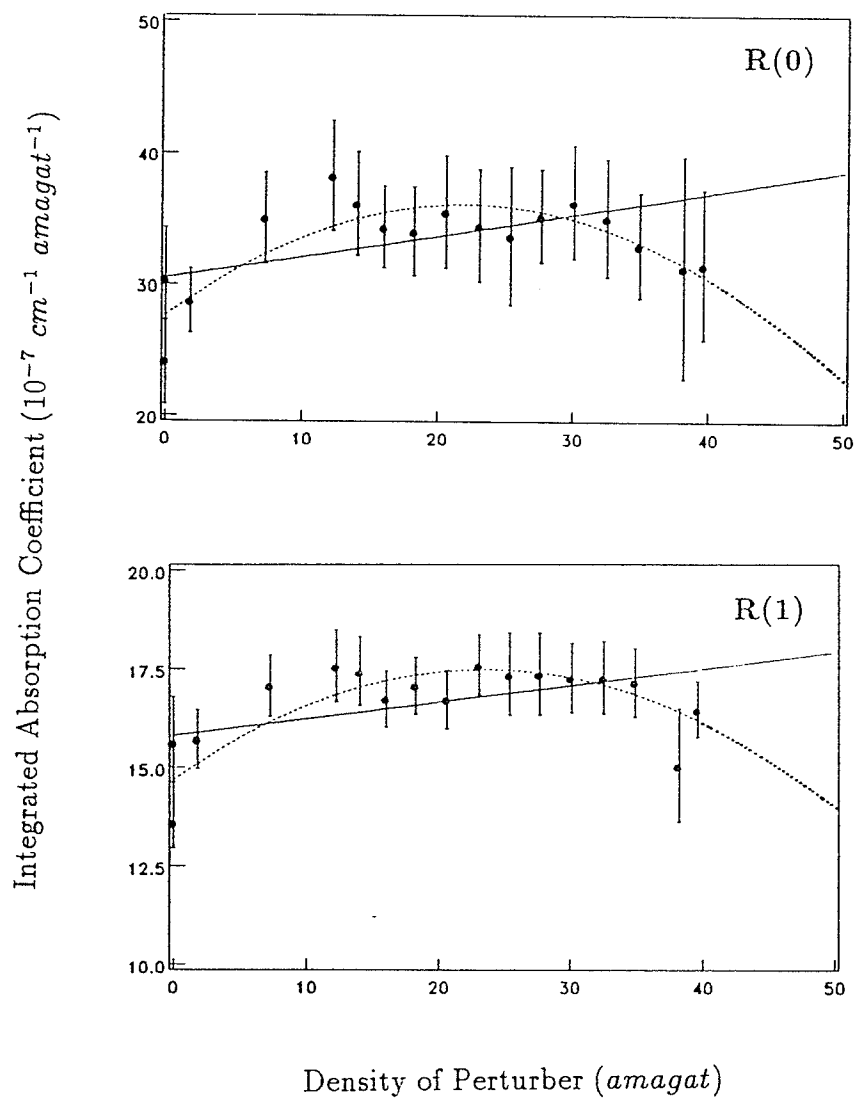 Integrated Absorption Coefficient (10⁻⁷ cm⁻¹ amagat⁻¹)
R(0)
50
40
30
20
0 10 20 30 40 50
R(1)
20.0
17.5
15.0
12.5
10.0
0 10 20 30 40 50
Density of Perturber (amagat)